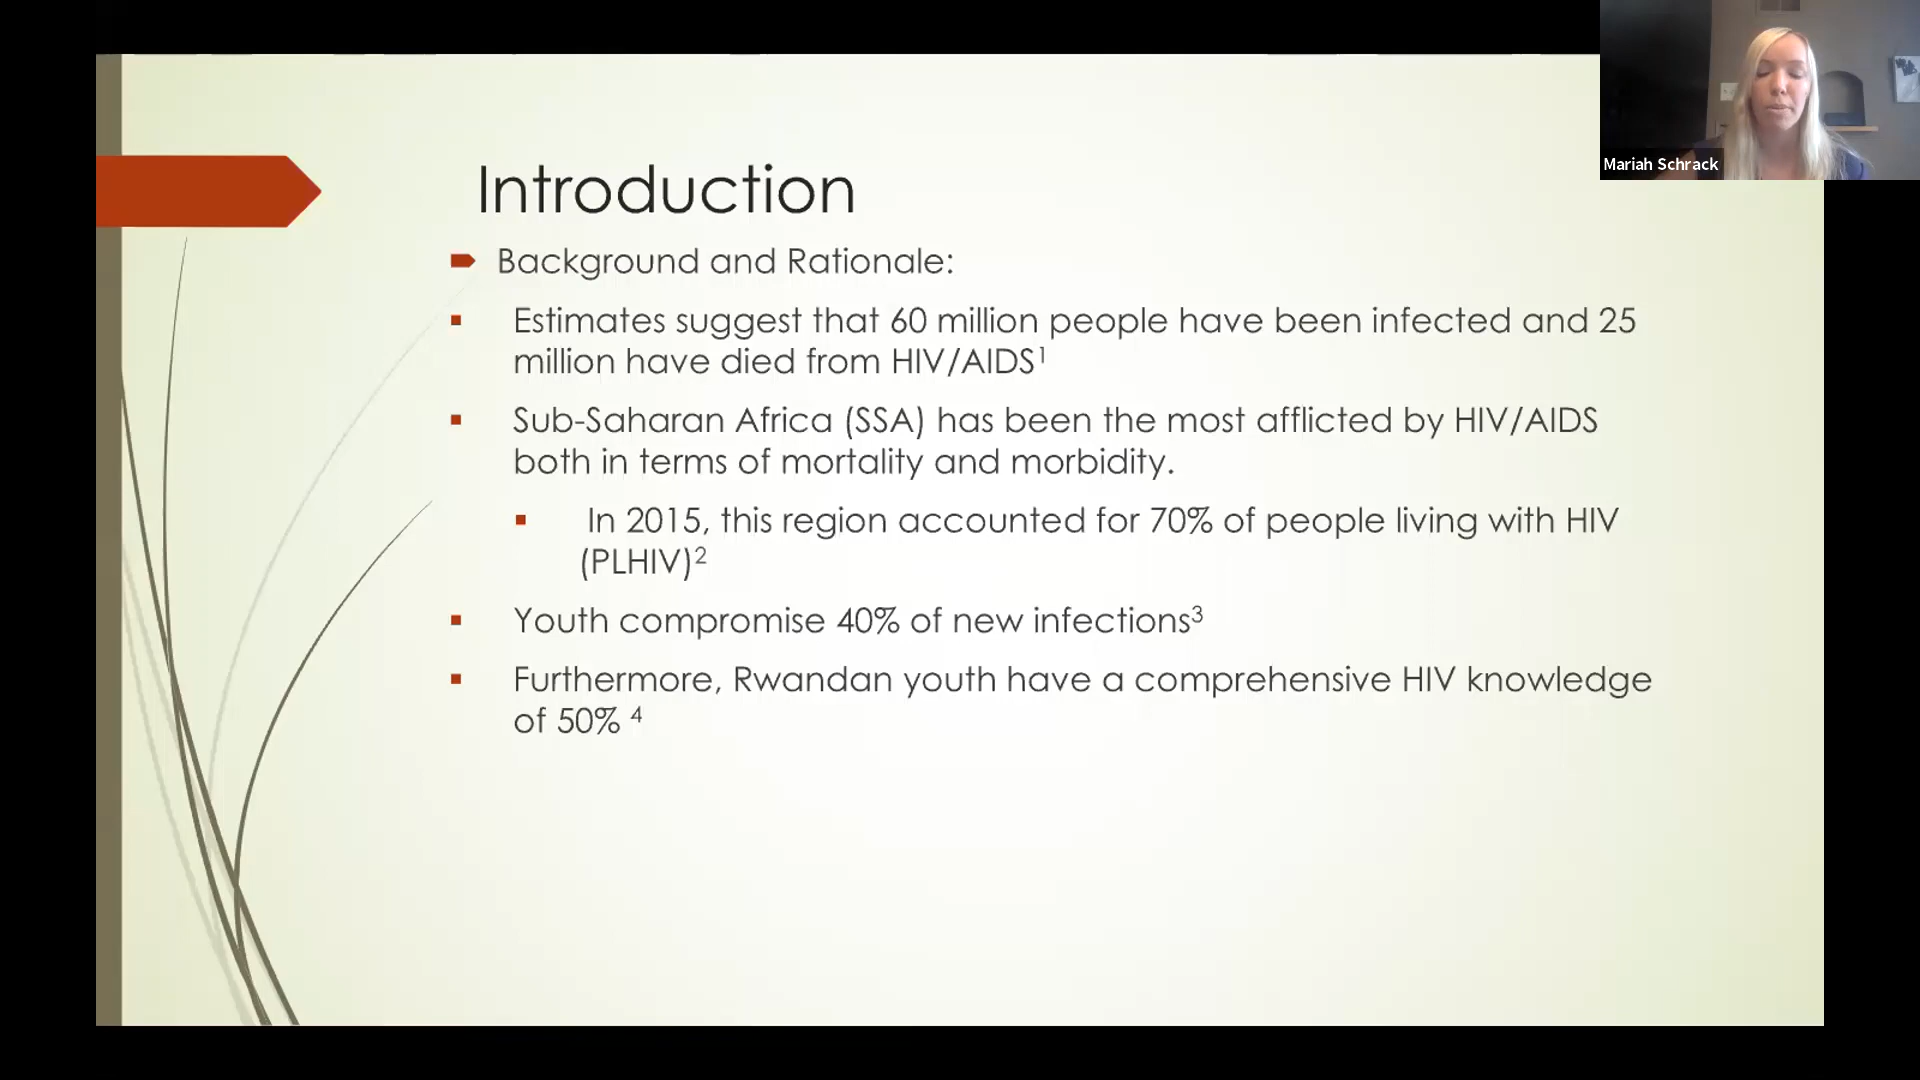 Mariah Schrack
Introduction
Background and Rationale:
Estimates suggest that 60 million people have been infected and 25
million have died from HIV/AIDS¹
Sub-Saharan Africa (SSA) has been the most afflicted by HIV/AIDS
both in terms of mortality and morbidity.
In 2015, this region accounted for 70% of people living with HIV
(PLHIV)²
Youth compromise 40% of new infections³
Furthermore, Rwandan youth have a comprehensive HIV knowledge
of 50% ⁴